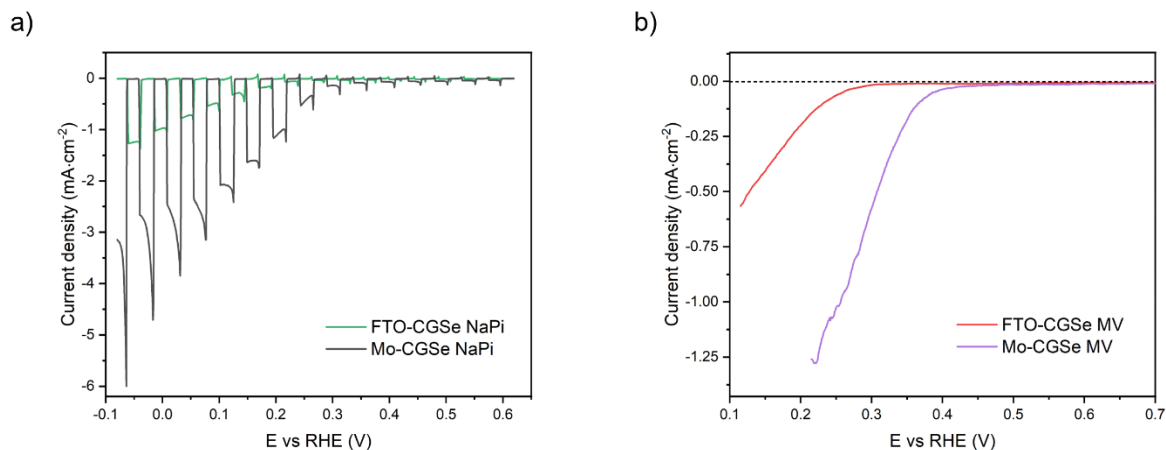 a)
Current density (mA·cm⁻²)
0
-1
-2
-3
-4
-5
-6
FTO-CGSe NaPi
Mo-CGSe NaPi
-0.1 0.0 0.1 0.2 0.3 0.4 0.5 0.6
E vs RHE (V)
b)
Current density (mA·cm⁻²)
0.00
-0.25
-0.50
-0.75
-1.00
-1.25
FTO-CGSe MV
Mo-CGSe MV
0.1 0.2 0.3 0.4 0.5 0.6 0.7
E vs RHE (V)